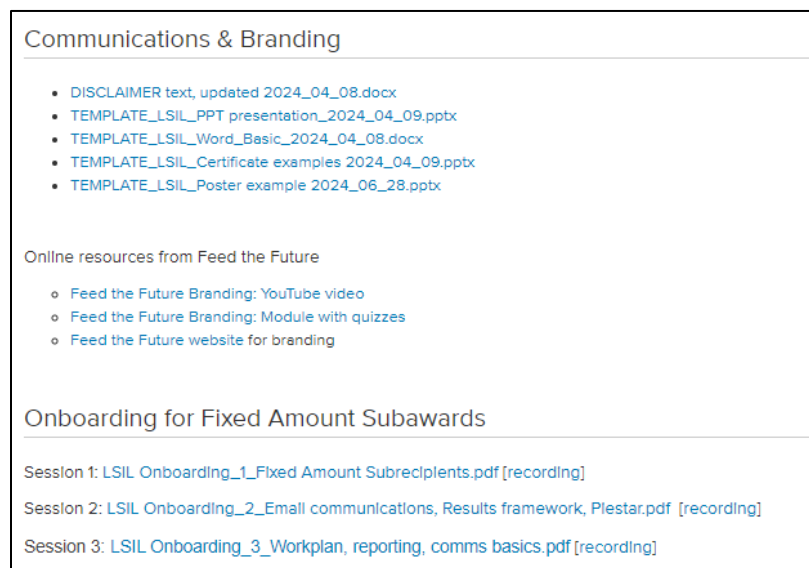 Communications & Branding
DISCLAIMER text, updated 2024_04_08.docx
TEMPLATE_LSIL_PPT presentation_2024_04_09.pptx
TEMPLATE_LSIL_Word_Basic_2024_04_08.docx
TEMPLATE_LSIL_Certificate examples 2024_04_09.pptx
TEMPLATE_LSIL_Poster example 2024_06_28.pptx
Online resources from Feed the Future
Feed the Future Branding: YouTube video
Feed the Future Branding: Module with quizzes
Feed the Future website for branding
Onboarding for Fixed Amount Subawards
Session 1: LSIL Onboarding_1_Fixed Amount Subrecipients.pdf [recording]
Session 2: LSIL Onboarding_2_Email communications, Results framework, Piestar.pdf [recording]
Session 3: LSIL Onboarding_3_Workplan, reporting, comms basics.pdf [recording]